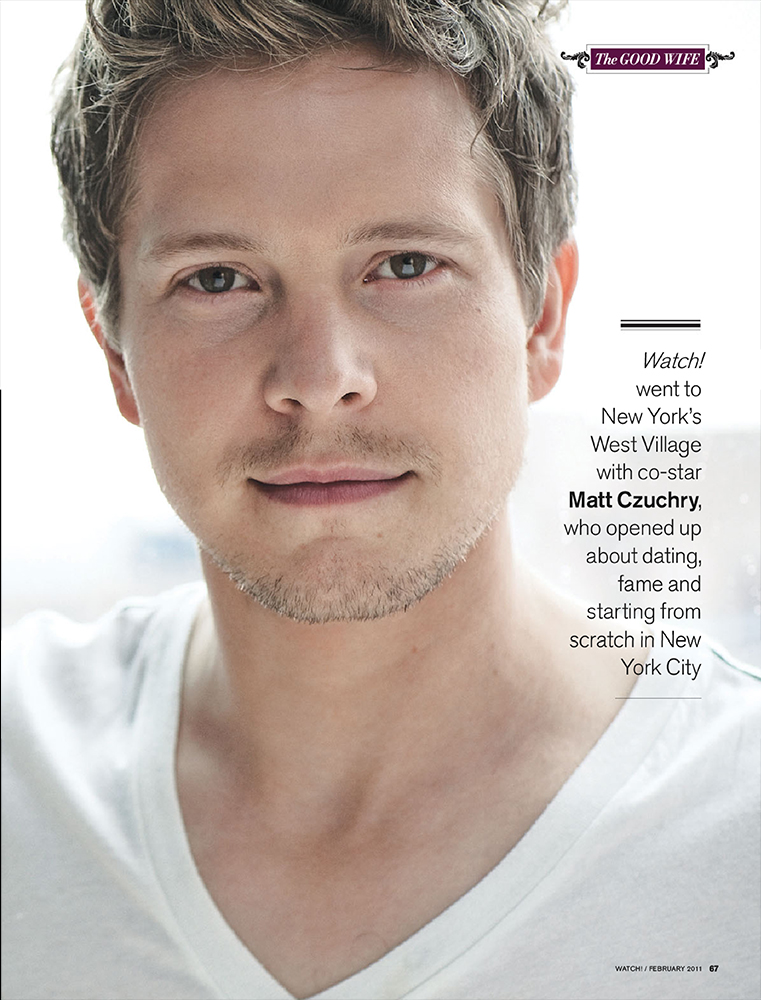 The GOOD WIFE
Watch!
went to
New York's
West Village
with co-star
Matt Czuchry,
who opened up
about dating,
fame and
starting from
scratch in New
York City
WATCH! / FEBRUARY 2011 67